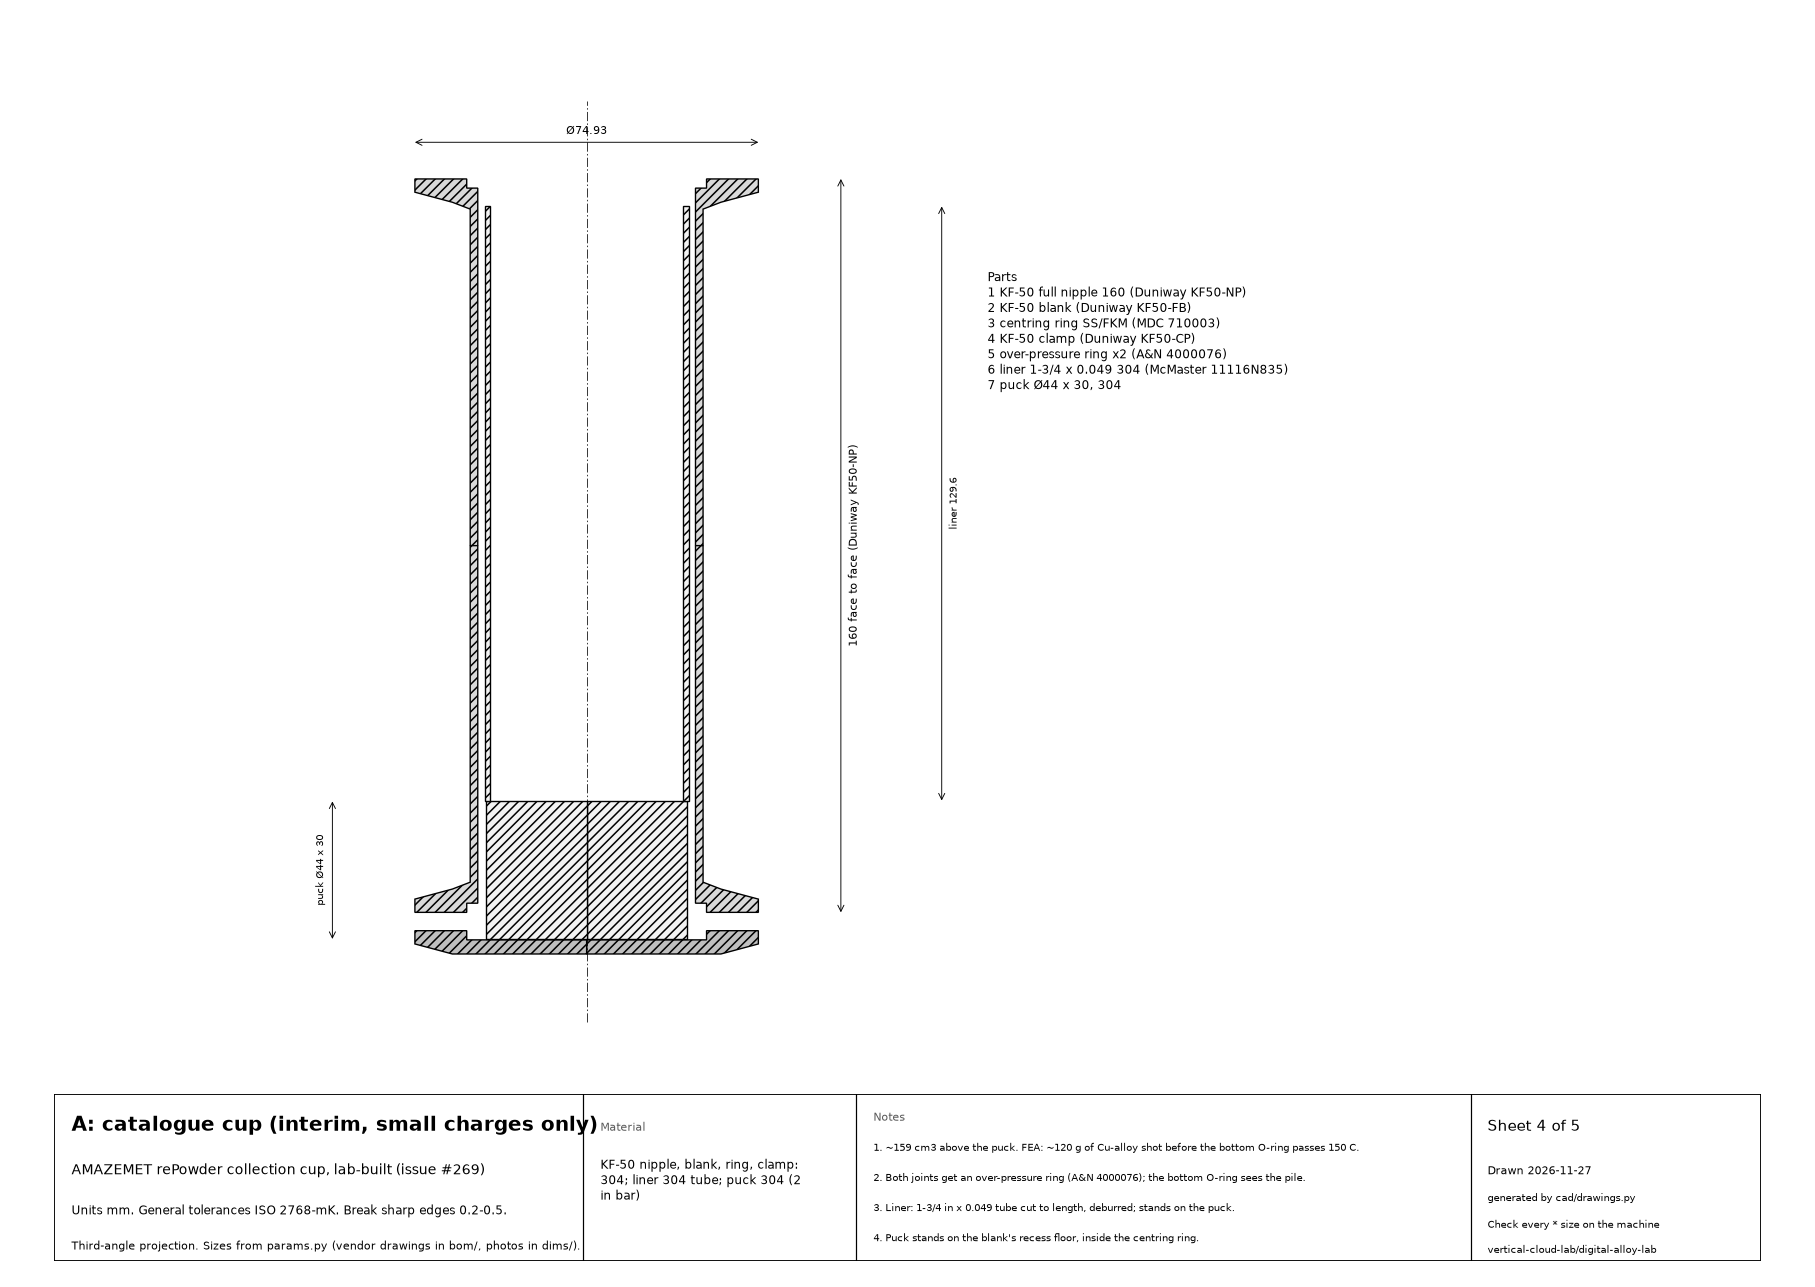 Ø74.93
160 face to face (Duniway KF50-NP)
liner 129.6
puck Ø44 x 30
Parts
1 KF-50 full nipple 160 (Duniway KF50-NP)
2 KF-50 blank (Duniway KF50-FB)
3 centring ring SS/FKM (MDC 710003)
4 KF-50 clamp (Duniway KF50-CP)
5 over-pressure ring x2 (A&N 4000076)
6 liner 1-3/4 x 0.049 304 (McMaster 11116N835)
7 puck Ø44 x 30, 304
A: catalogue cup (interim, small charges only)
AMAZEMET rePowder collection cup, lab-built (issue #269)
Units mm. General tolerances ISO 2768-mK. Break sharp edges 0.2-0.5.
Third-angle projection. Sizes from params.py (vendor drawings in bom/, photos in dims/).
Material
KF-50 nipple, blank, ring, clamp:
304; liner 304 tube; puck 304 (2
in bar)
Notes
1. ~159 cm3 above the puck. FEA: ~120 g of Cu-alloy shot before the bottom O-ring passes 150 C.
2. Both joints get an over-pressure ring (A&N 4000076); the bottom O-ring sees the pile.
3. Liner: 1-3/4 in x 0.049 tube cut to length, deburred; stands on the puck.
4. Puck stands on the blank's recess floor, inside the centring ring.
Sheet 4 of 5
Drawn 2026-11-27
generated by cad/drawings.py
Check every * size on the machine
vertical-cloud-lab/digital-alloy-lab